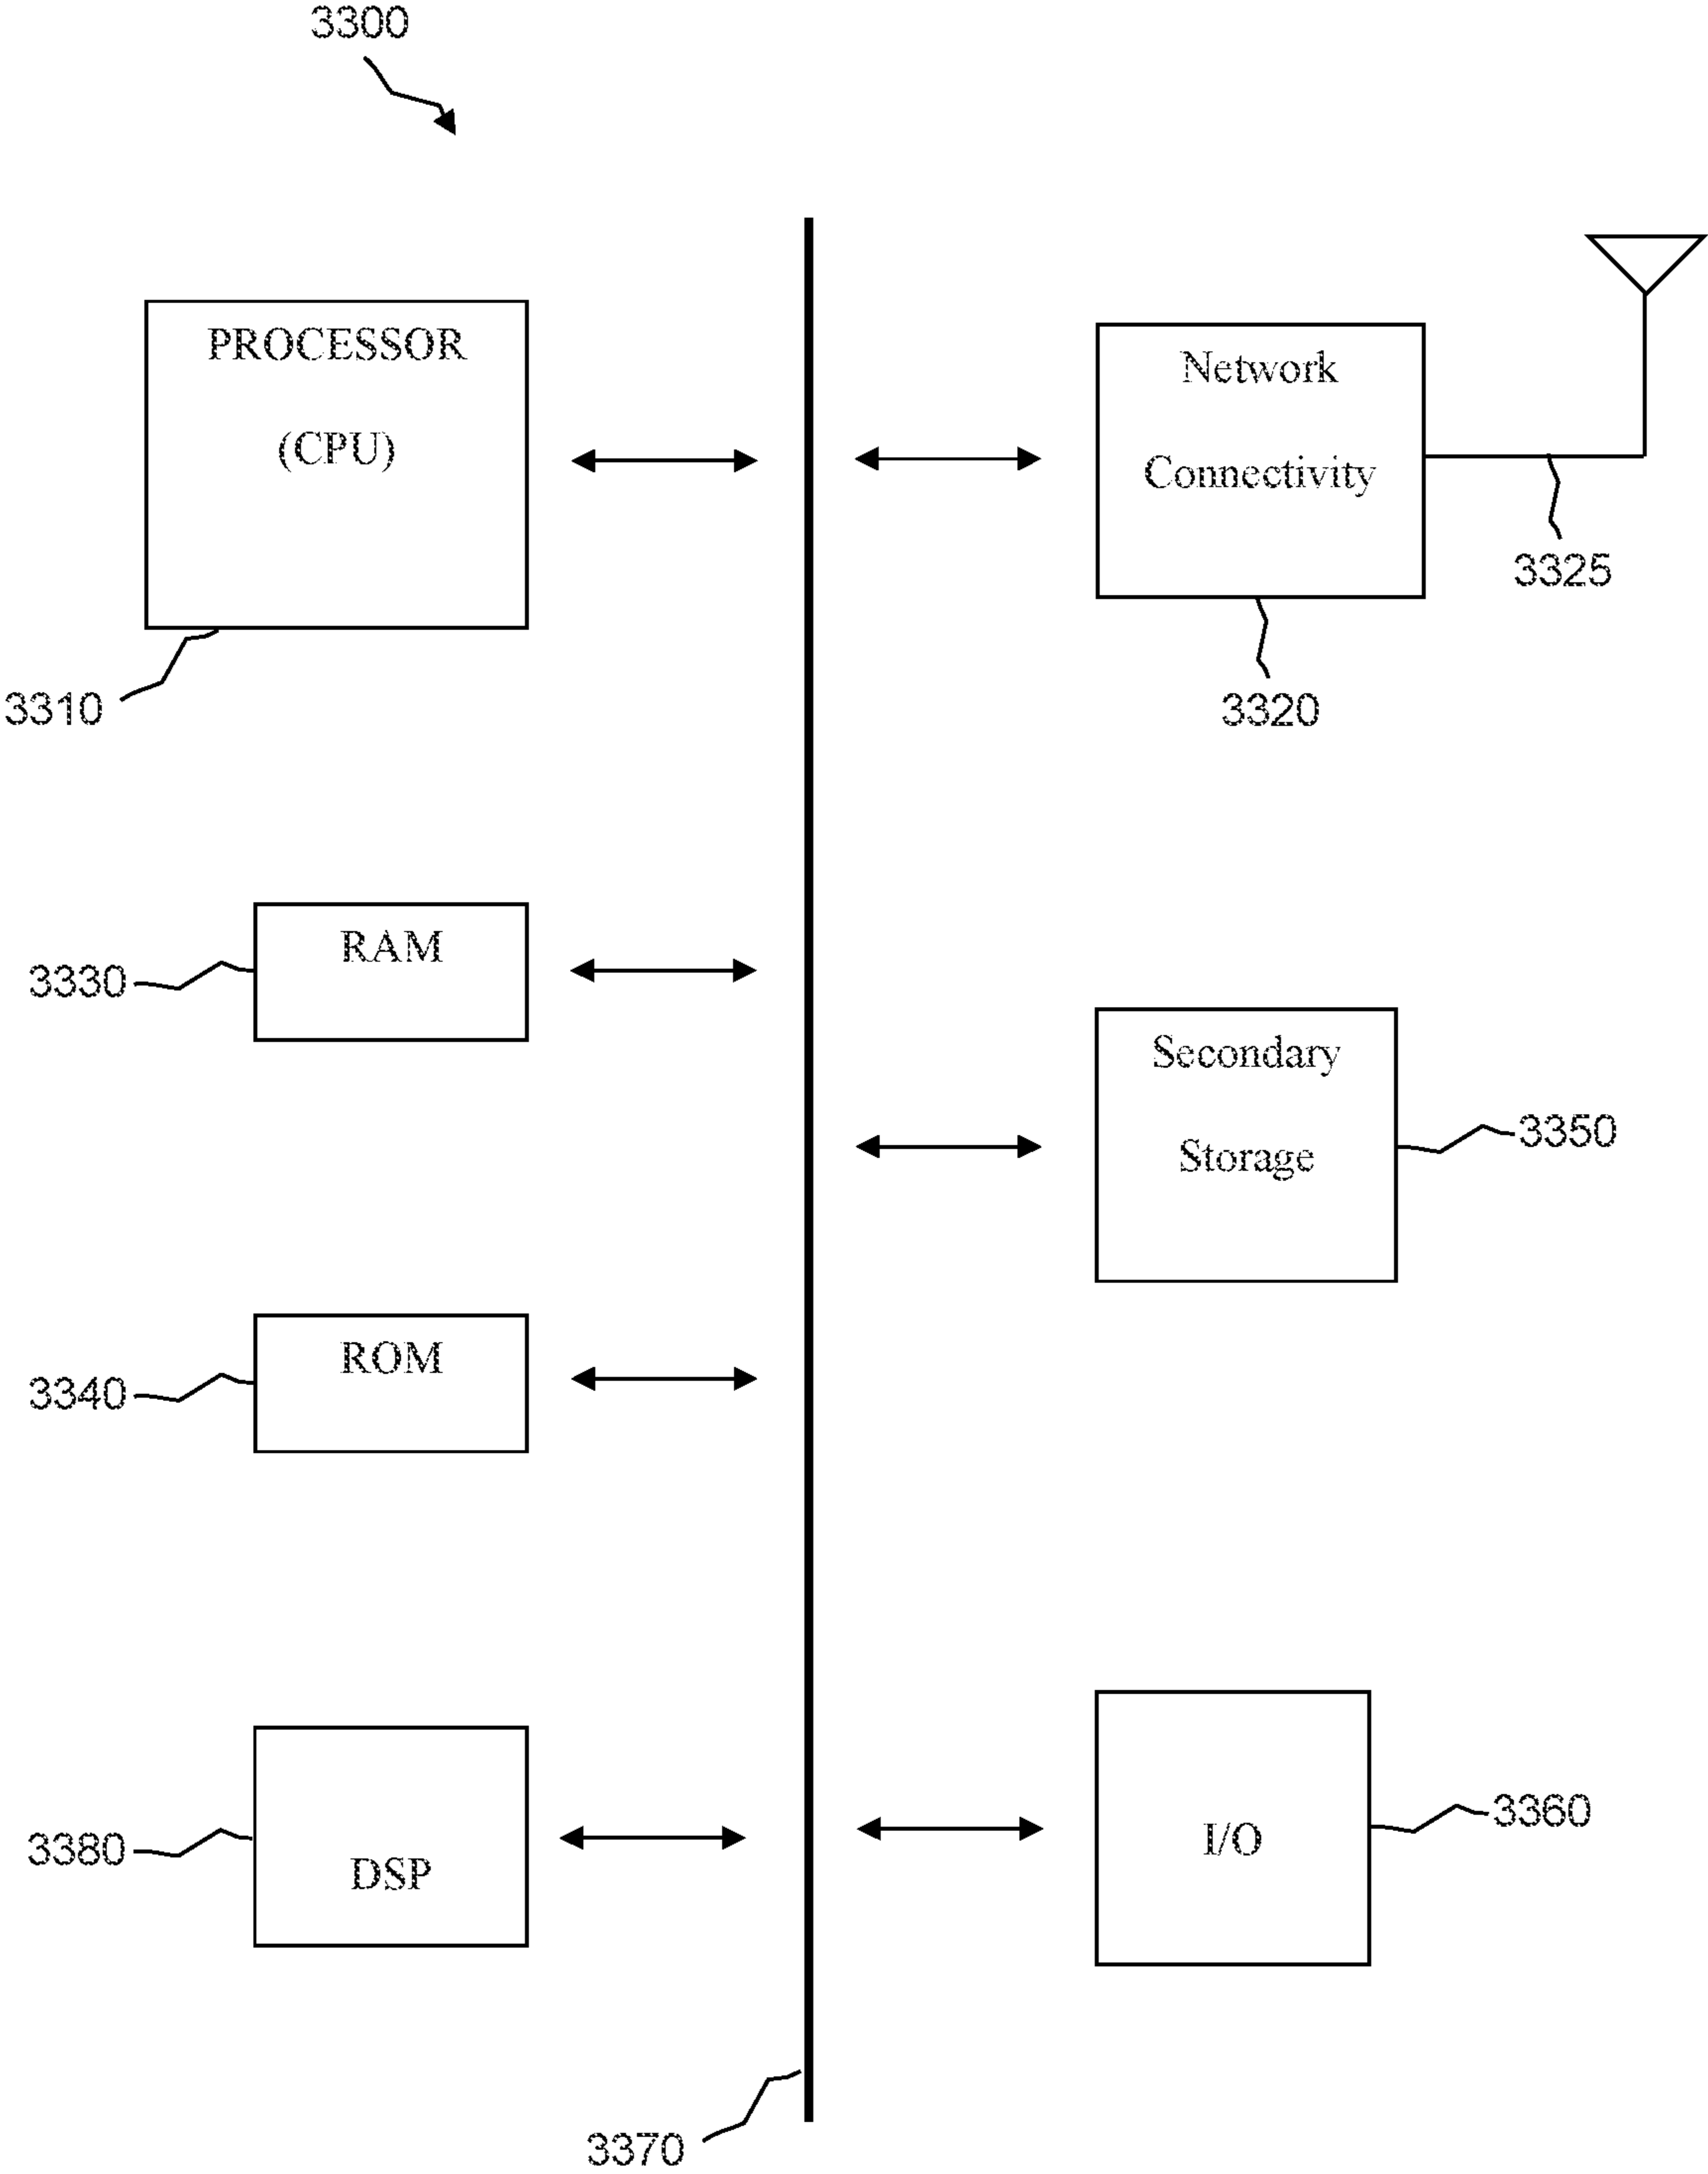 3300
PROCESSOR
(CPU)
3310
Network
Connectivity
3325
3320
RAM
3330
Secondary
Storage
3350
ROM
3340
DSP
3380
I/O
3360
3370